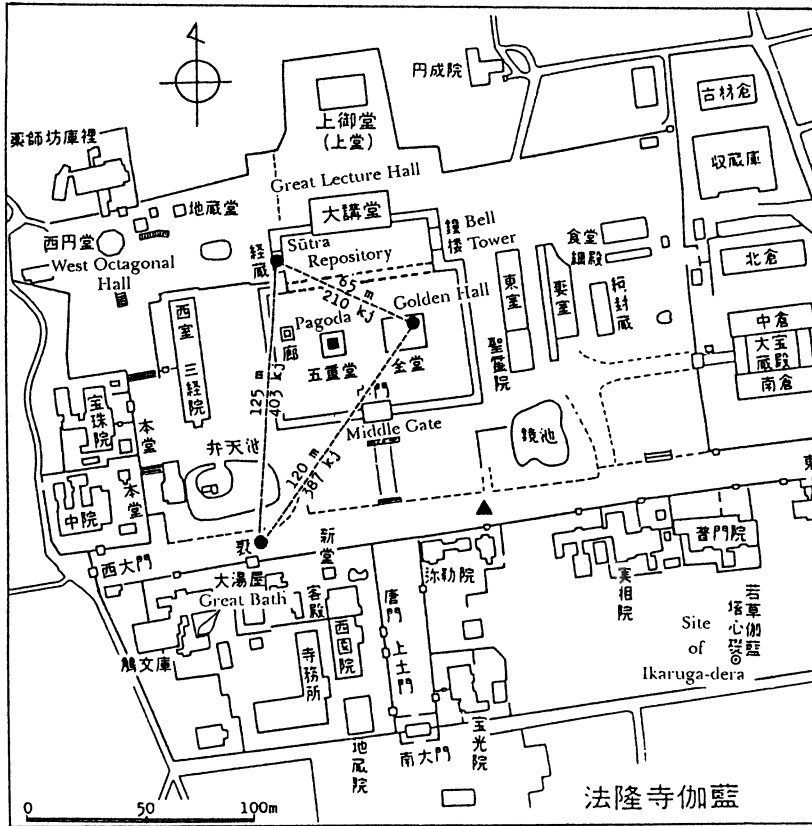 円成院
古材倉
上御堂
(上堂)
薬師坊庫裡
収蔵庫
Great Lecture Hall
大講堂
地蔵堂
鐘楼
Bell
Tower
西円堂
West Octagonal
Hall
経蔵
Sūtra
Repository
食堂
細殿
北倉
65 m
210 kj
東室
妻室
Golden Hall
Pagoda
回廊
西室
三経院
五重堂
金堂
聖霊院
中倉
大宝蔵殿
南倉
125 m
403 kj
宝珠院
本堂
Middle Gate
鏡池
弁天池
120 m
387 kj
中院
本堂
東
西大門
新堂
普門院
弥勒院
大湯屋
Great Bath
客殿
唐門
実相院
若草伽藍
Site
of
Ikaruga-dera
西園院
上土門
鵤文庫
寺務所
地蔵院
南大門
宝光院
法隆寺伽藍
0 50 100m